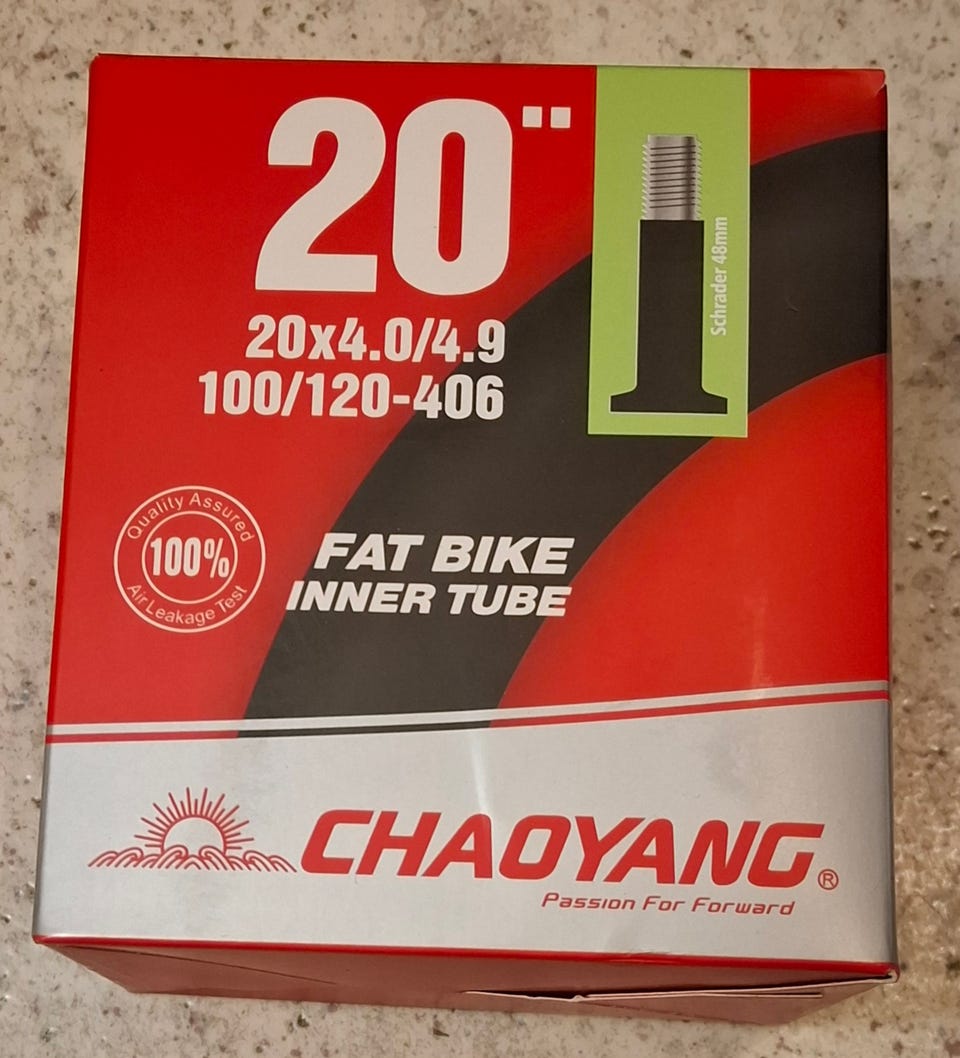 20"
20x4.0/4.9
100/120-406
Schrader 48mm
Quality Assured
100%
Air Leakage Test
FAT BIKE
INNER TUBE
CHAOYANG®
Passion For Forward